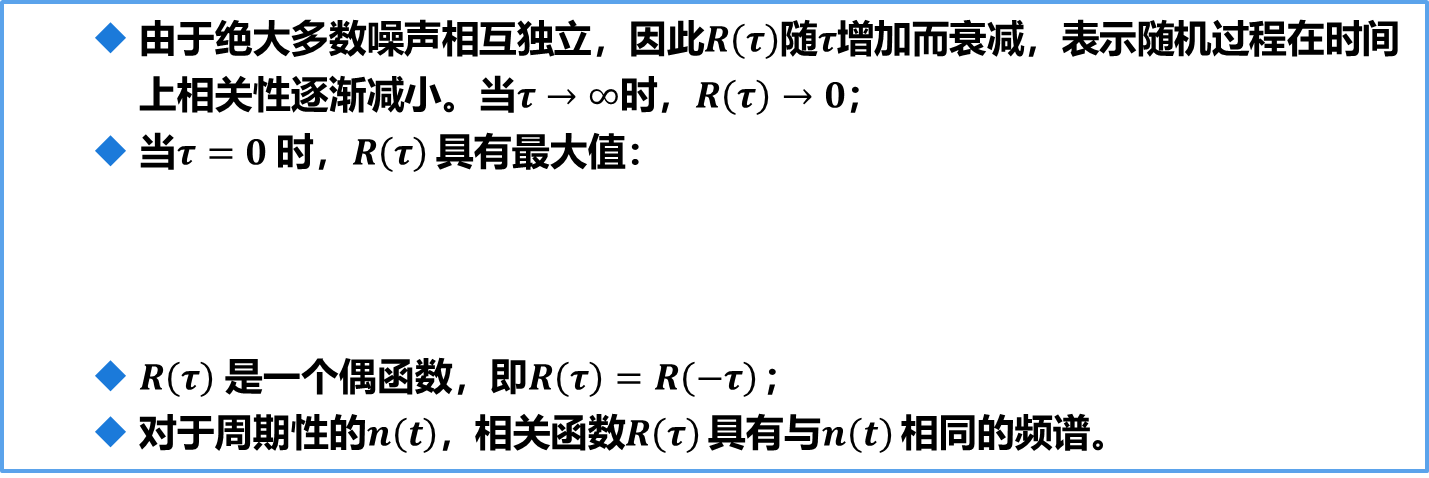 ◆ 由于绝大多数噪声相互独立，因此R(τ)随τ增加而衰减，表示随机过程在时间
上相关性逐渐减小。当τ → ∞时，R(τ) → 0；
◆ 当τ = 0 时，R(τ) 具有最大值：
◆ R(τ) 是一个偶函数，即R(τ) = R(−τ)；
◆ 对于周期性的n(t)，相关函数R(τ) 具有与n(t) 相同的频谱。